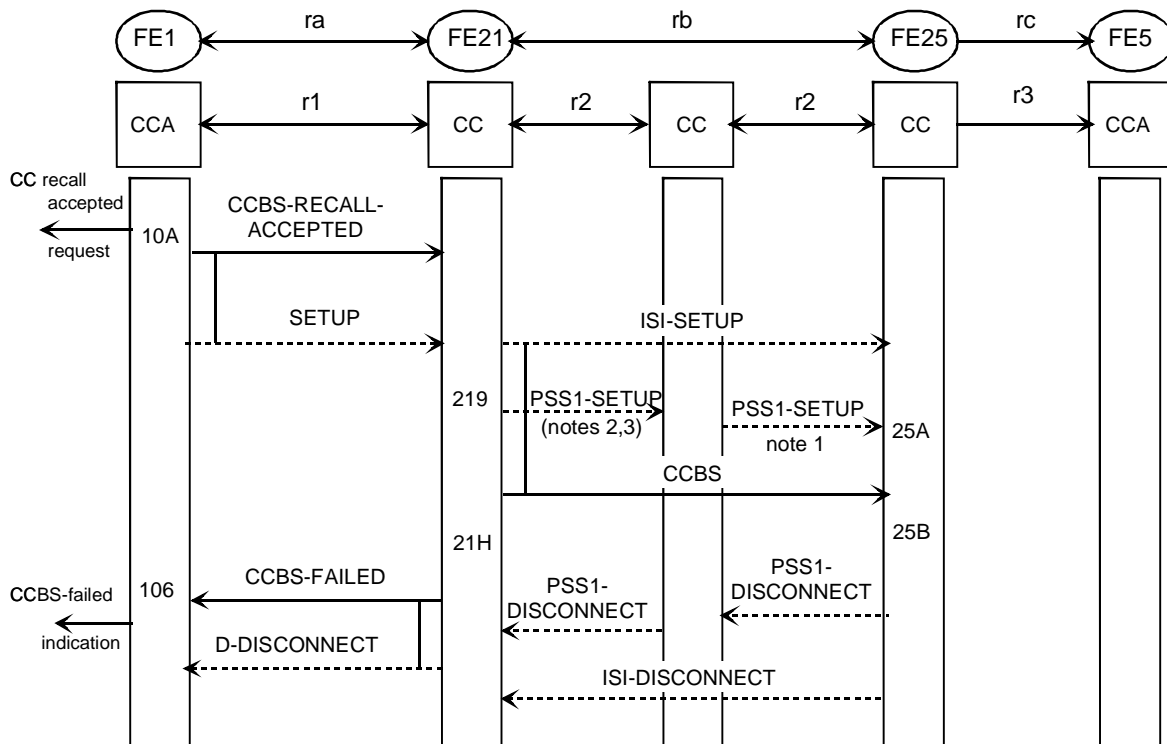 FE1
ra
FE21
rb
FE25
rc
FE5
CCA
r1
CC
r2
CC
r2
CC
r3
CCA
CC recall
accepted
request
10A
CCBS-RECALL-
ACCEPTED
SETUP
ISI-SETUP
219
PSS1-SETUP
(notes 2,3)
PSS1-SETUP
note 1
25A
CCBS
21H
25B
CCBS-failed
indication
106
CCBS-FAILED
PSS1-
DISCONNECT
PSS1-
DISCONNECT
D-DISCONNECT
ISI-DISCONNECT